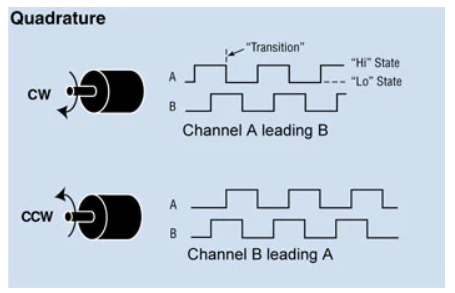 Quadrature
"Transition"
"Hi" State
A
"Lo" State
CW
B
Channel A leading B
A
CCW
B
Channel B leading A